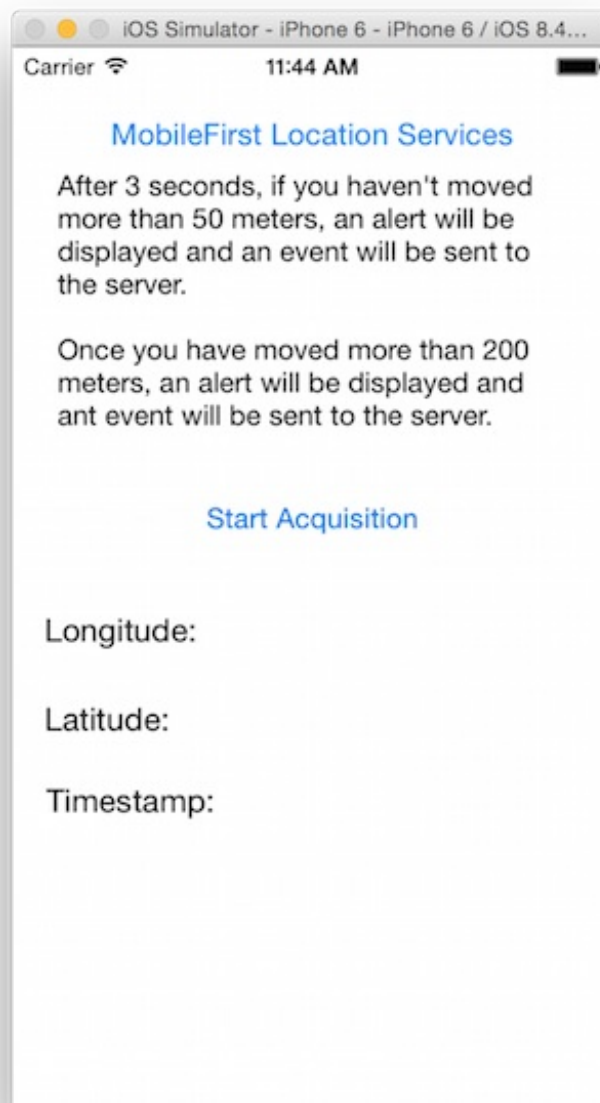 iOS Simulator - iPhone 6 - iPhone 6 / iOS 8.4...
Carrier 11:44 AM
MobileFirst Location Services
After 3 seconds, if you haven't moved
more than 50 meters, an alert will be
displayed and an event will be sent to
the server.
Once you have moved more than 200
meters, an alert will be displayed and
ant event will be sent to the server.
Start Acquisition
Longitude:
Latitude:
Timestamp: